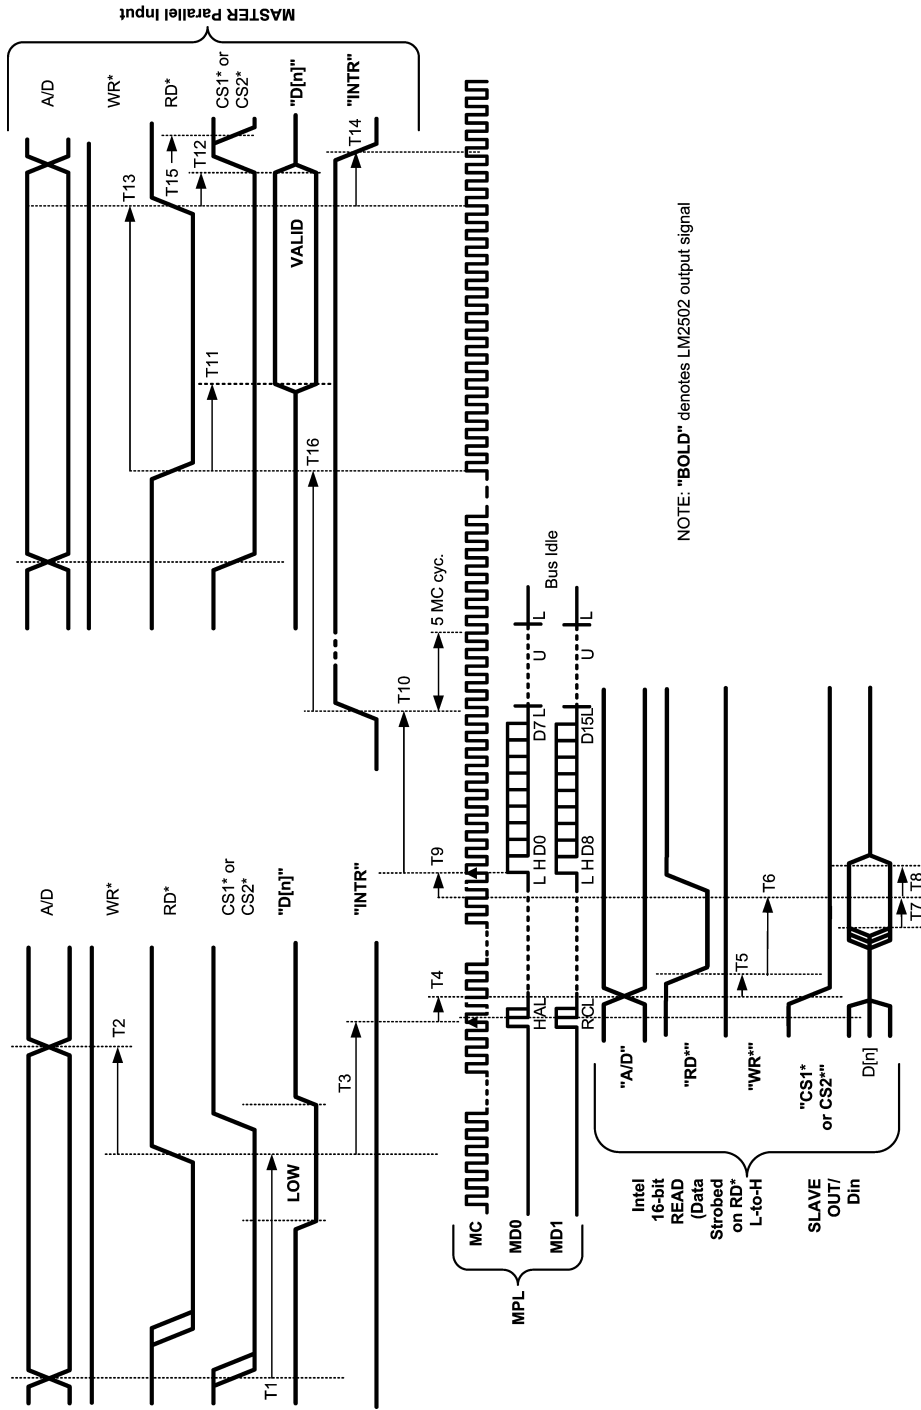 MASTER Parallel Input
A/D
WR*
RD*
CS1* or
CS2*
"D[n]"
"INTR"
T1
T2
T3
T4
LOW
A/D
WR*
RD*
CS1* or
CS2*
"D[n]"
"INTR"
T9
T10
T16
T11
T13
T15
T12
T14
VALID
5 MC cyc.
MPL
MC
MD0
MD1
H A L
L H D0
D7 L
U
L
R C L
L H D8
D15 L
U
L
Bus Idle
Intel
16-bit
READ
(Data
Strobed
on RD*
L-to-H
SLAVE
OUT/
Din
"A/D"
"RD*"
"WR*"
"CS1*
or CS2*"
D[n]
T5
T6
T7
T8
NOTE: "BOLD" denotes LM2502 output signal